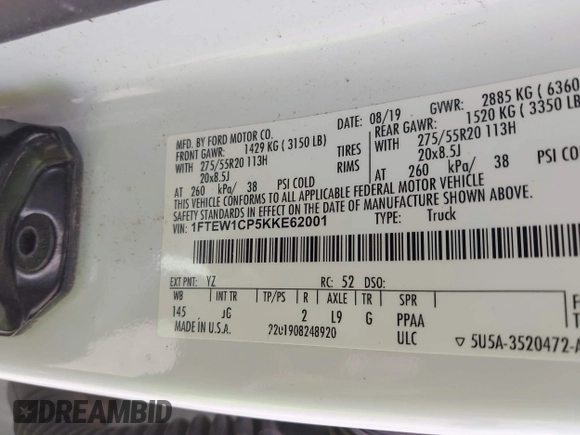 MFD. BY FORD MOTOR CO. DATE: 08/19 GVWR: 2885 KG ( 6360
FRONT GAWR: 1429 KG ( 3150 LB) REAR GAWR: 1520 KG ( 3350 LB
WITH 275/55R20 113H TIRES WITH 275/55R20 113H
20x8.5J RIMS 20x8.5J
AT 260 kPa/ 38 PSI COLD AT 260 kPa/ 38 PSI CO
THIS VEHICLE CONFORMS TO ALL APPLICABLE FEDERAL MOTOR VEHICLE
SAFETY STANDARDS IN EFFECT ON THE DATE OF MANUFACTURE SHOWN ABOVE.
VIN: 1FTEW1CP5KKE62001 TYPE: Truck
EXT PNT: YZ RC: 52 DSO:
WB INT TR TP/PS R AXLE TR SPR
145 JG 2 L9 G PPAA
MADE IN U.S.A. ULC
5U5A-3520472-A
DREAMBID